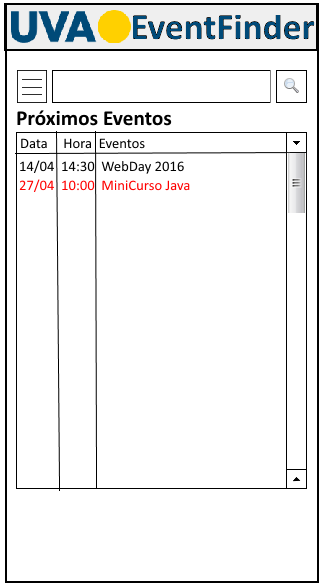 UVA EventFinder
Próximos Eventos
Data Hora Eventos
14/04 14:30 WebDay 2016
27/04 10:00 MiniCurso Java